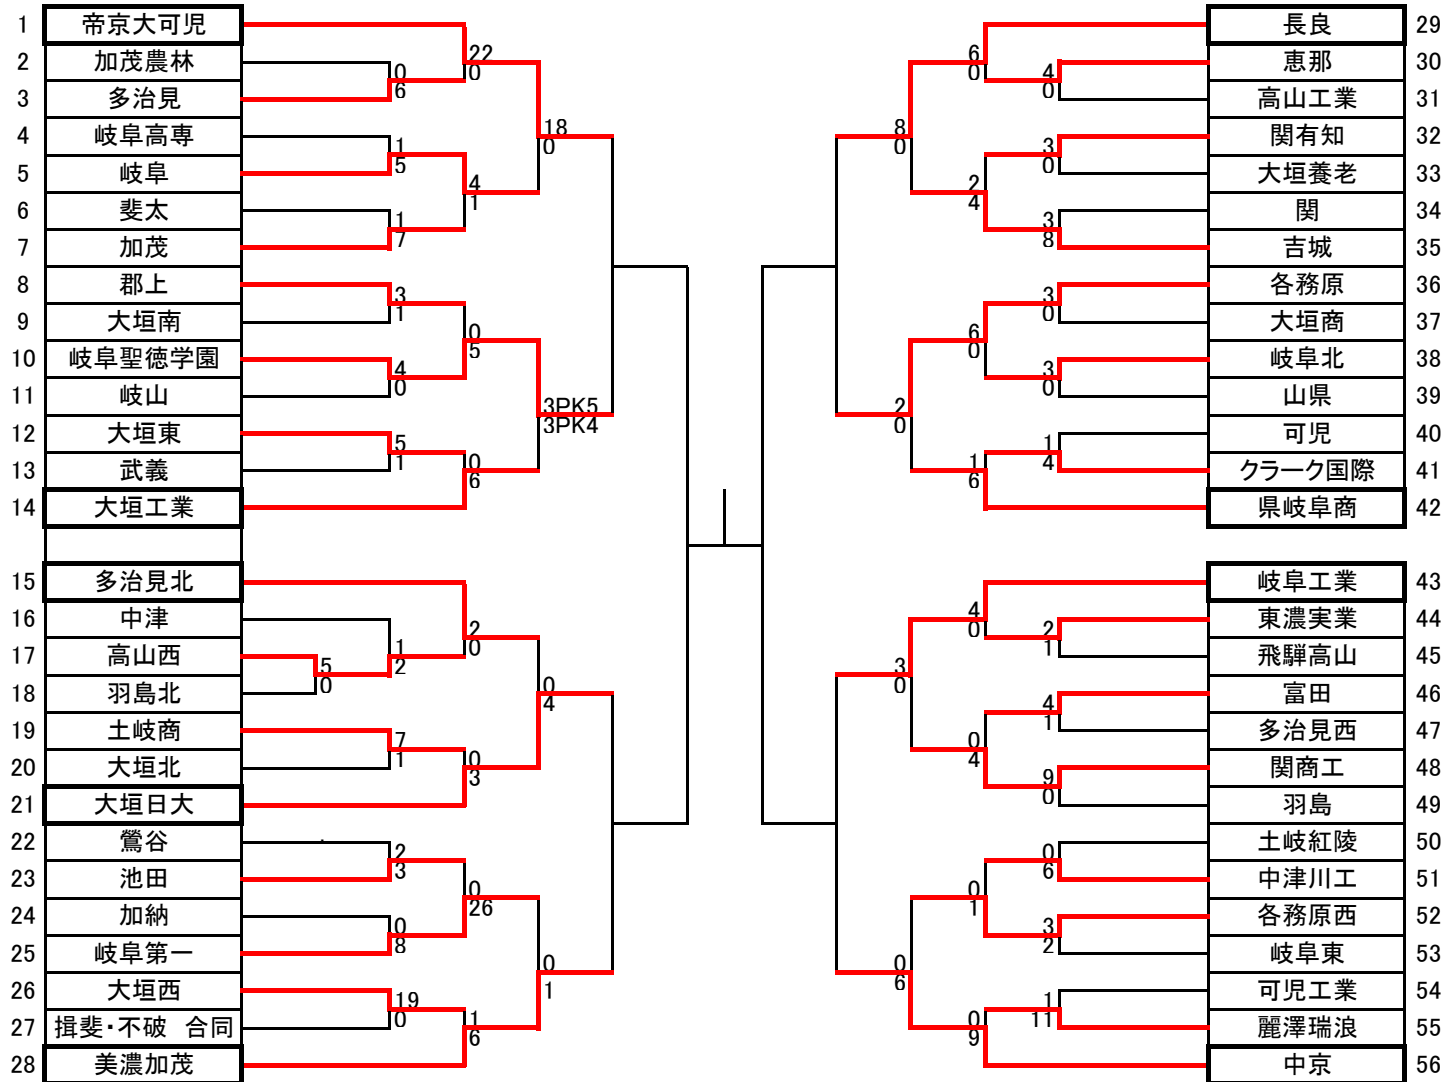 1 帝京大可児
2 加茂農林
3 多治見
4 岐阜高専
5 岐阜
6 斐太
7 加茂
8 郡上
9 大垣南
10 岐阜聖徳学園
11 岐山
12 大垣東
13 武義
14 大垣工業
15 多治見北
16 中津
17 高山西
18 羽島北
19 土岐商
20 大垣北
21 大垣日大
22 鶯谷
23 池田
24 加納
25 岐阜第一
26 大垣西
27 揖斐・不破 合同
28 美濃加茂
5
0
0
6
1
5
1
7
3
1
4
0
5
1
1
2
7
1
2
3
0
8
19
0
22
0
4
1
0
5
0
6
2
0
0
3
0
26
1
6
18
0
3PK5
3PK4
0
4
0
1
8
0
2
0
3
0
0
6
6
0
2
4
6
0
1
6
4
0
0
4
0
1
0
9
4
0
3
0
3
8
3
0
3
0
1
4
2
1
4
1
9
0
0
6
3
2
1
11
長良 29
恵那 30
高山工業 31
関有知 32
大垣養老 33
関 34
吉城 35
各務原 36
大垣商 37
岐阜北 38
山県 39
可児 40
クラーク国際 41
県岐阜商 42
岐阜工業 43
東濃実業 44
飛騨高山 45
富田 46
多治見西 47
関商工 48
羽島 49
土岐紅陵 50
中津川工 51
各務原西 52
岐阜東 53
可児工業 54
麗澤瑞浪 55
中京 56